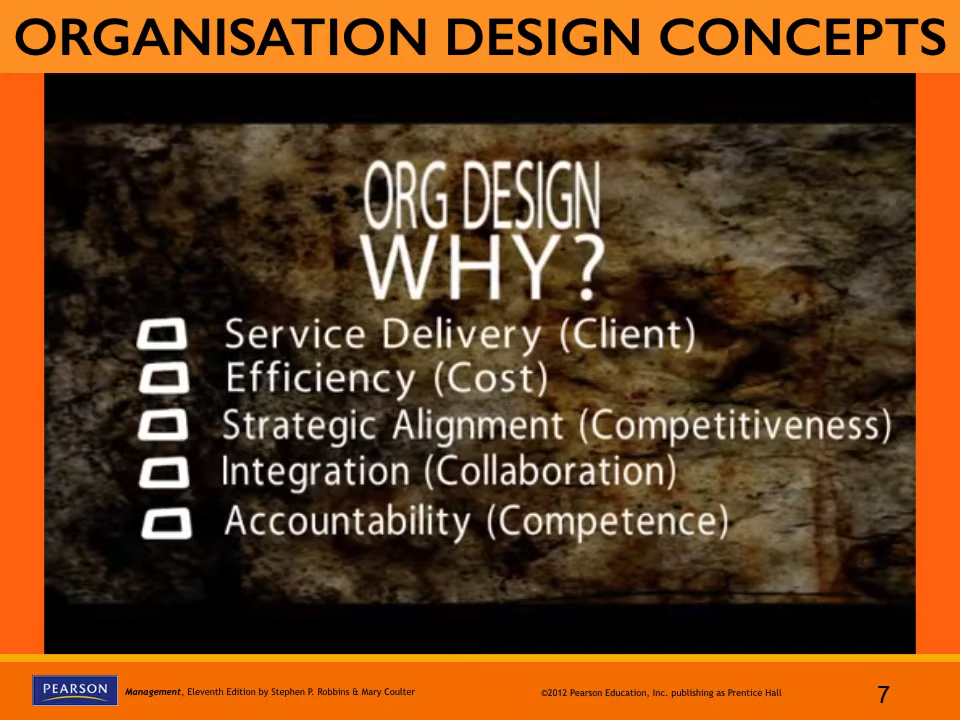 ORGANISATION DESIGN CONCEPTS
ORG DESIGN
WHY?
Service Delivery (Client)
Efficiency (Cost)
Strategic Alignment (Competitiveness)
Integration (Collaboration)
Accountability (Competence)
PEARSON
Management, Eleventh Edition by Stephen P. Robbins & Mary Coulter
©2012 Pearson Education, Inc. publishing as Prentice Hall
7